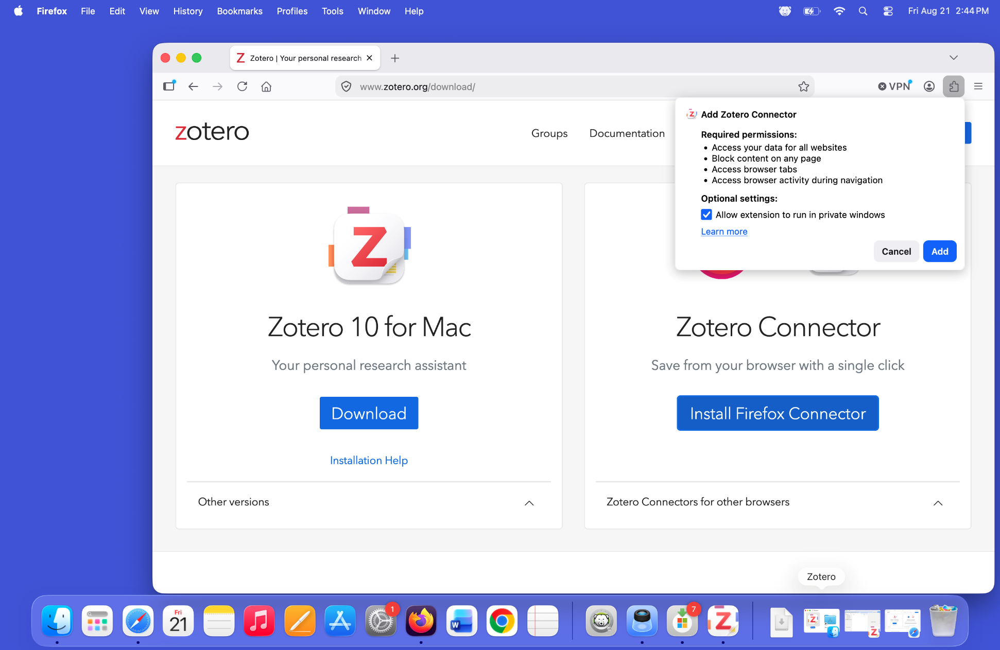 Firefox File Edit View History Bookmarks Profiles Tools Window Help Fri Aug 21 2:44 PM
Z Zotero | Your personal research
www.zotero.org/download/ VPN
zotero Groups Documentation
Add Zotero Connector
Required permissions:
• Access your data for all websites
• Block content on any page
• Access browser tabs
• Access browser activity during navigation
Optional settings:
Allow extension to run in private windows
Learn more
Cancel Add
Z
Zotero 10 for Mac
Your personal research assistant
Download
Installation Help
Other versions
Zotero Connector
Save from your browser with a single click
Install Firefox Connector
Zotero Connectors for other browsers
Zotero
Fri
21
1
W
7
Z